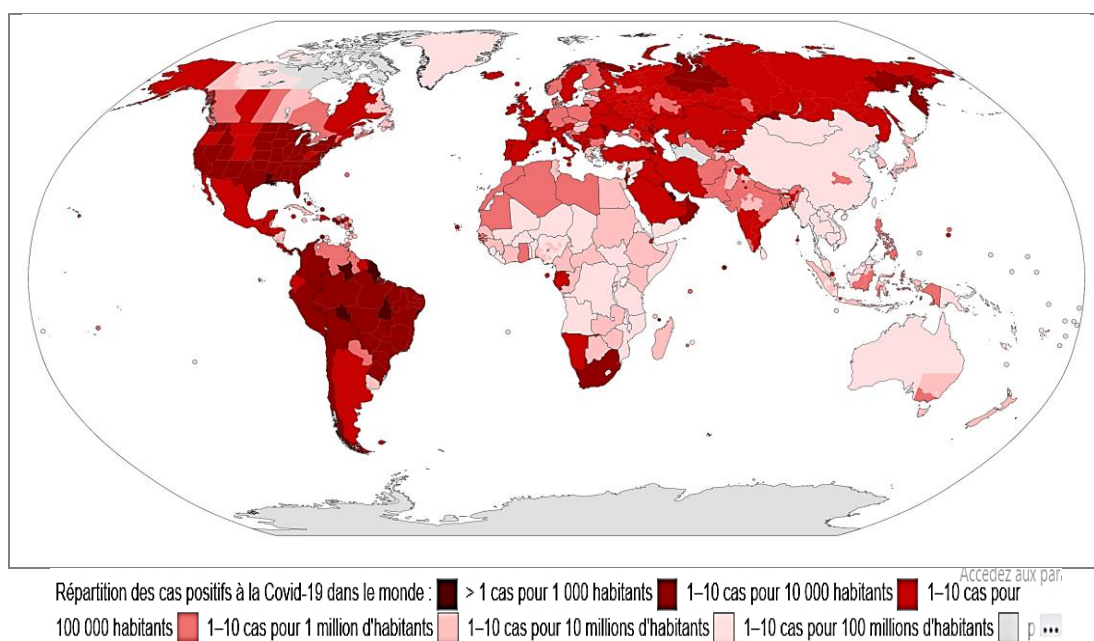 Accédez aux para
Répartition des cas positifs à la Covid-19 dans le monde : > 1 cas pour 1 000 habitants 1–10 cas pour 10 000 habitants 1–10 cas pour
100 000 habitants 1–10 cas pour 1 million d'habitants 1–10 cas pour 10 millions d'habitants 1–10 cas pour 100 millions d'habitants p ...